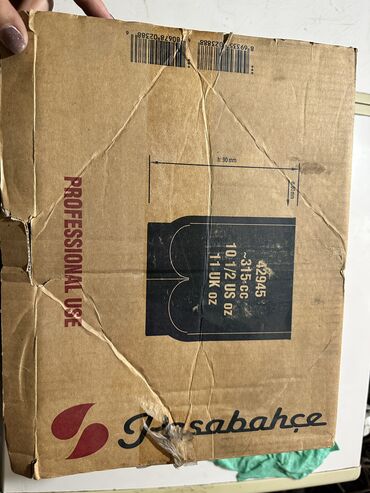 Paşabahçe
42945
~315 cc
10 1/2 US oz
11 UK oz
PROFESSIONAL USE